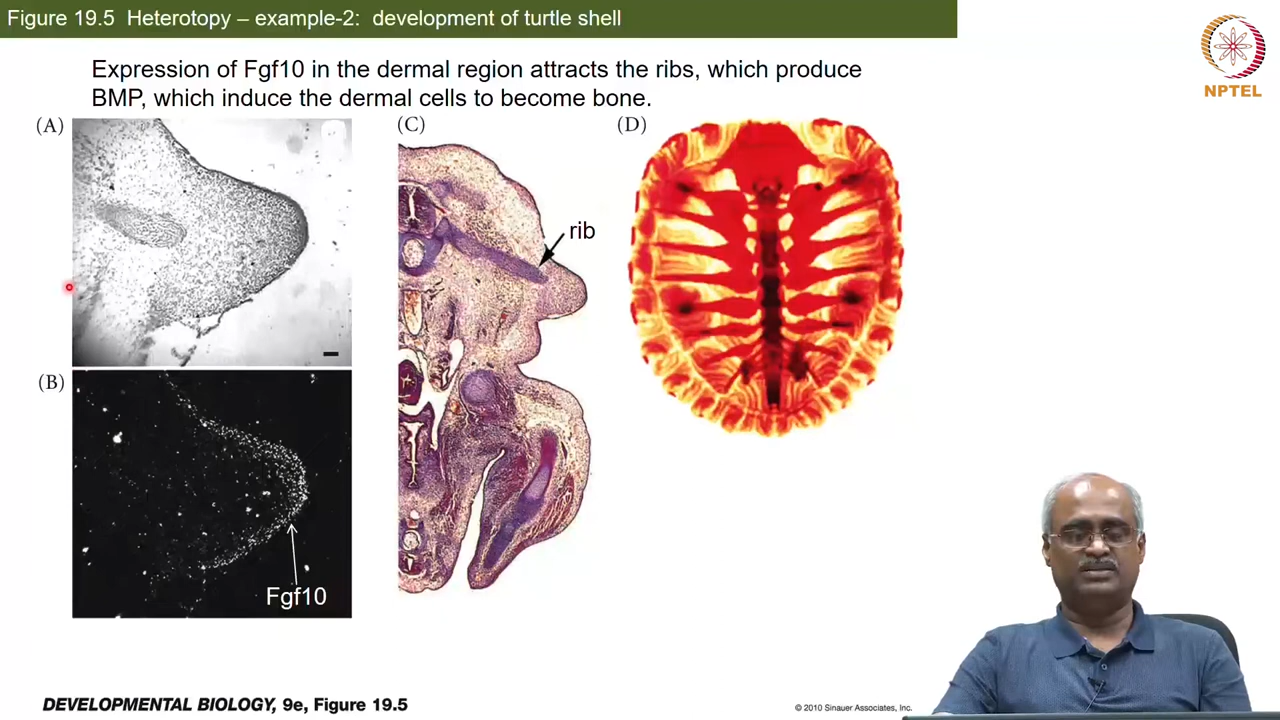 Figure 19.5 Heterotopy – example-2: development of turtle shell
NPTEL
Expression of Fgf10 in the dermal region attracts the ribs, which produce
BMP, which induce the dermal cells to become bone.
(A)
(C)
(D)
rib
(B)
Fgf10
DEVELOPMENTAL BIOLOGY, 9e, Figure 19.5
© 2010 Sinauer Associates, Inc.